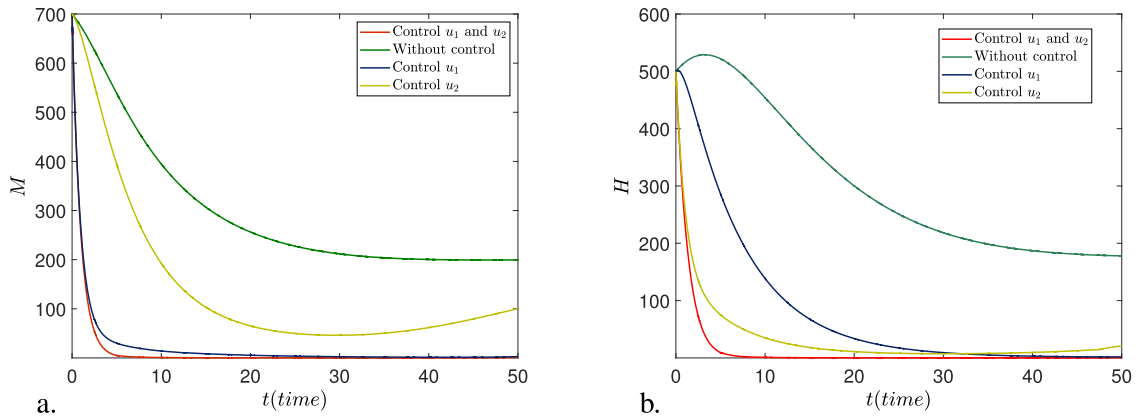 700
600
500
400
300
200
100
0
10
20
30
40
50
M
t(time)
Control u₁ and u₂
Without control
Control u₁
Control u₂
a.
600
500
400
300
200
100
0
10
20
30
40
50
H
t(time)
Control u₁ and u₂
Without control
Control u₁
Control u₂
b.